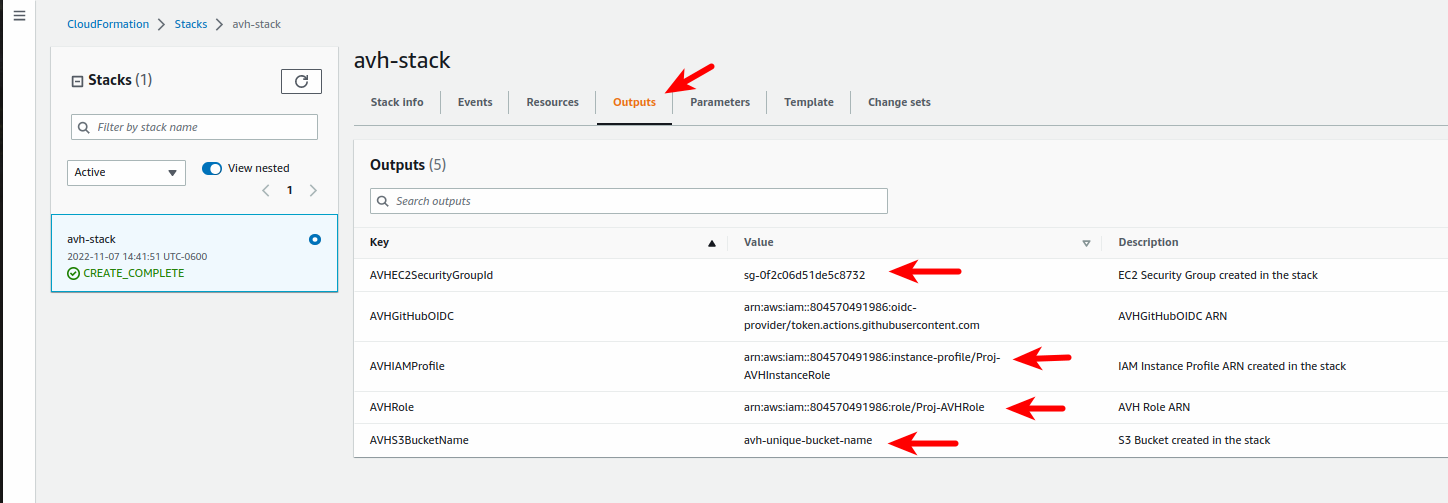 CloudFormation > Stacks > avh-stack
Stacks (1)
Filter by stack name
Active
View nested
1
avh-stack
2022-11-07 14:41:51 UTC-0600
CREATE_COMPLETE
avh-stack
Stack info Events Resources Outputs Parameters Template Change sets
Outputs (5)
Search outputs
Key Value Description
AVHEC2SecurityGroupId sg-0f2c06d51de5c8732 EC2 Security Group created in the stack
AVHGitHubOIDC arn:aws:iam::804570491986:oidc-
provider/token.actions.githubusercontent.com AVHGitHubOIDC ARN
AVHIAMProfile arn:aws:iam::804570491986:instance-profile/Proj-
AVHInstanceRole IAM Instance Profile ARN created in the stack
AVHRole arn:aws:iam::804570491986:role/Proj-AVHRole AVH Role ARN
AVHS3BucketName avh-unique-bucket-name S3 Bucket created in the stack